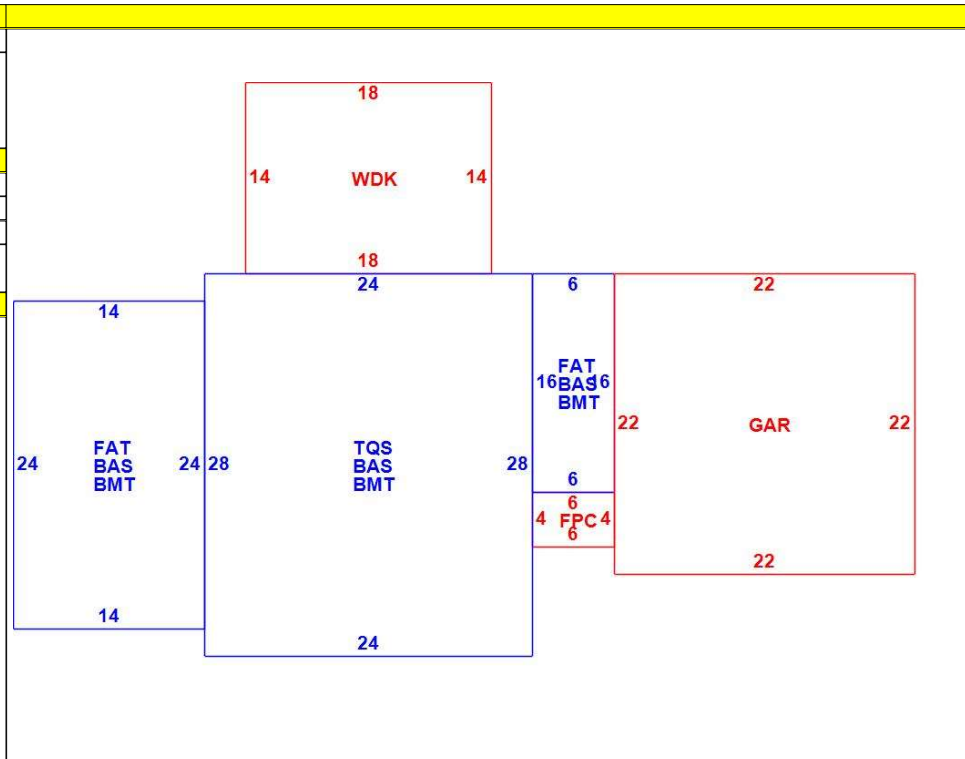 18
14 WDK 14
18
24
14
24 FAT 24
BAS
BMT
14
28 TQS 28
BAS
BMT
24
6
FAT
16 BAS 16
BMT
6
6
4 FPC 4
6
22
22 GAR 22
22